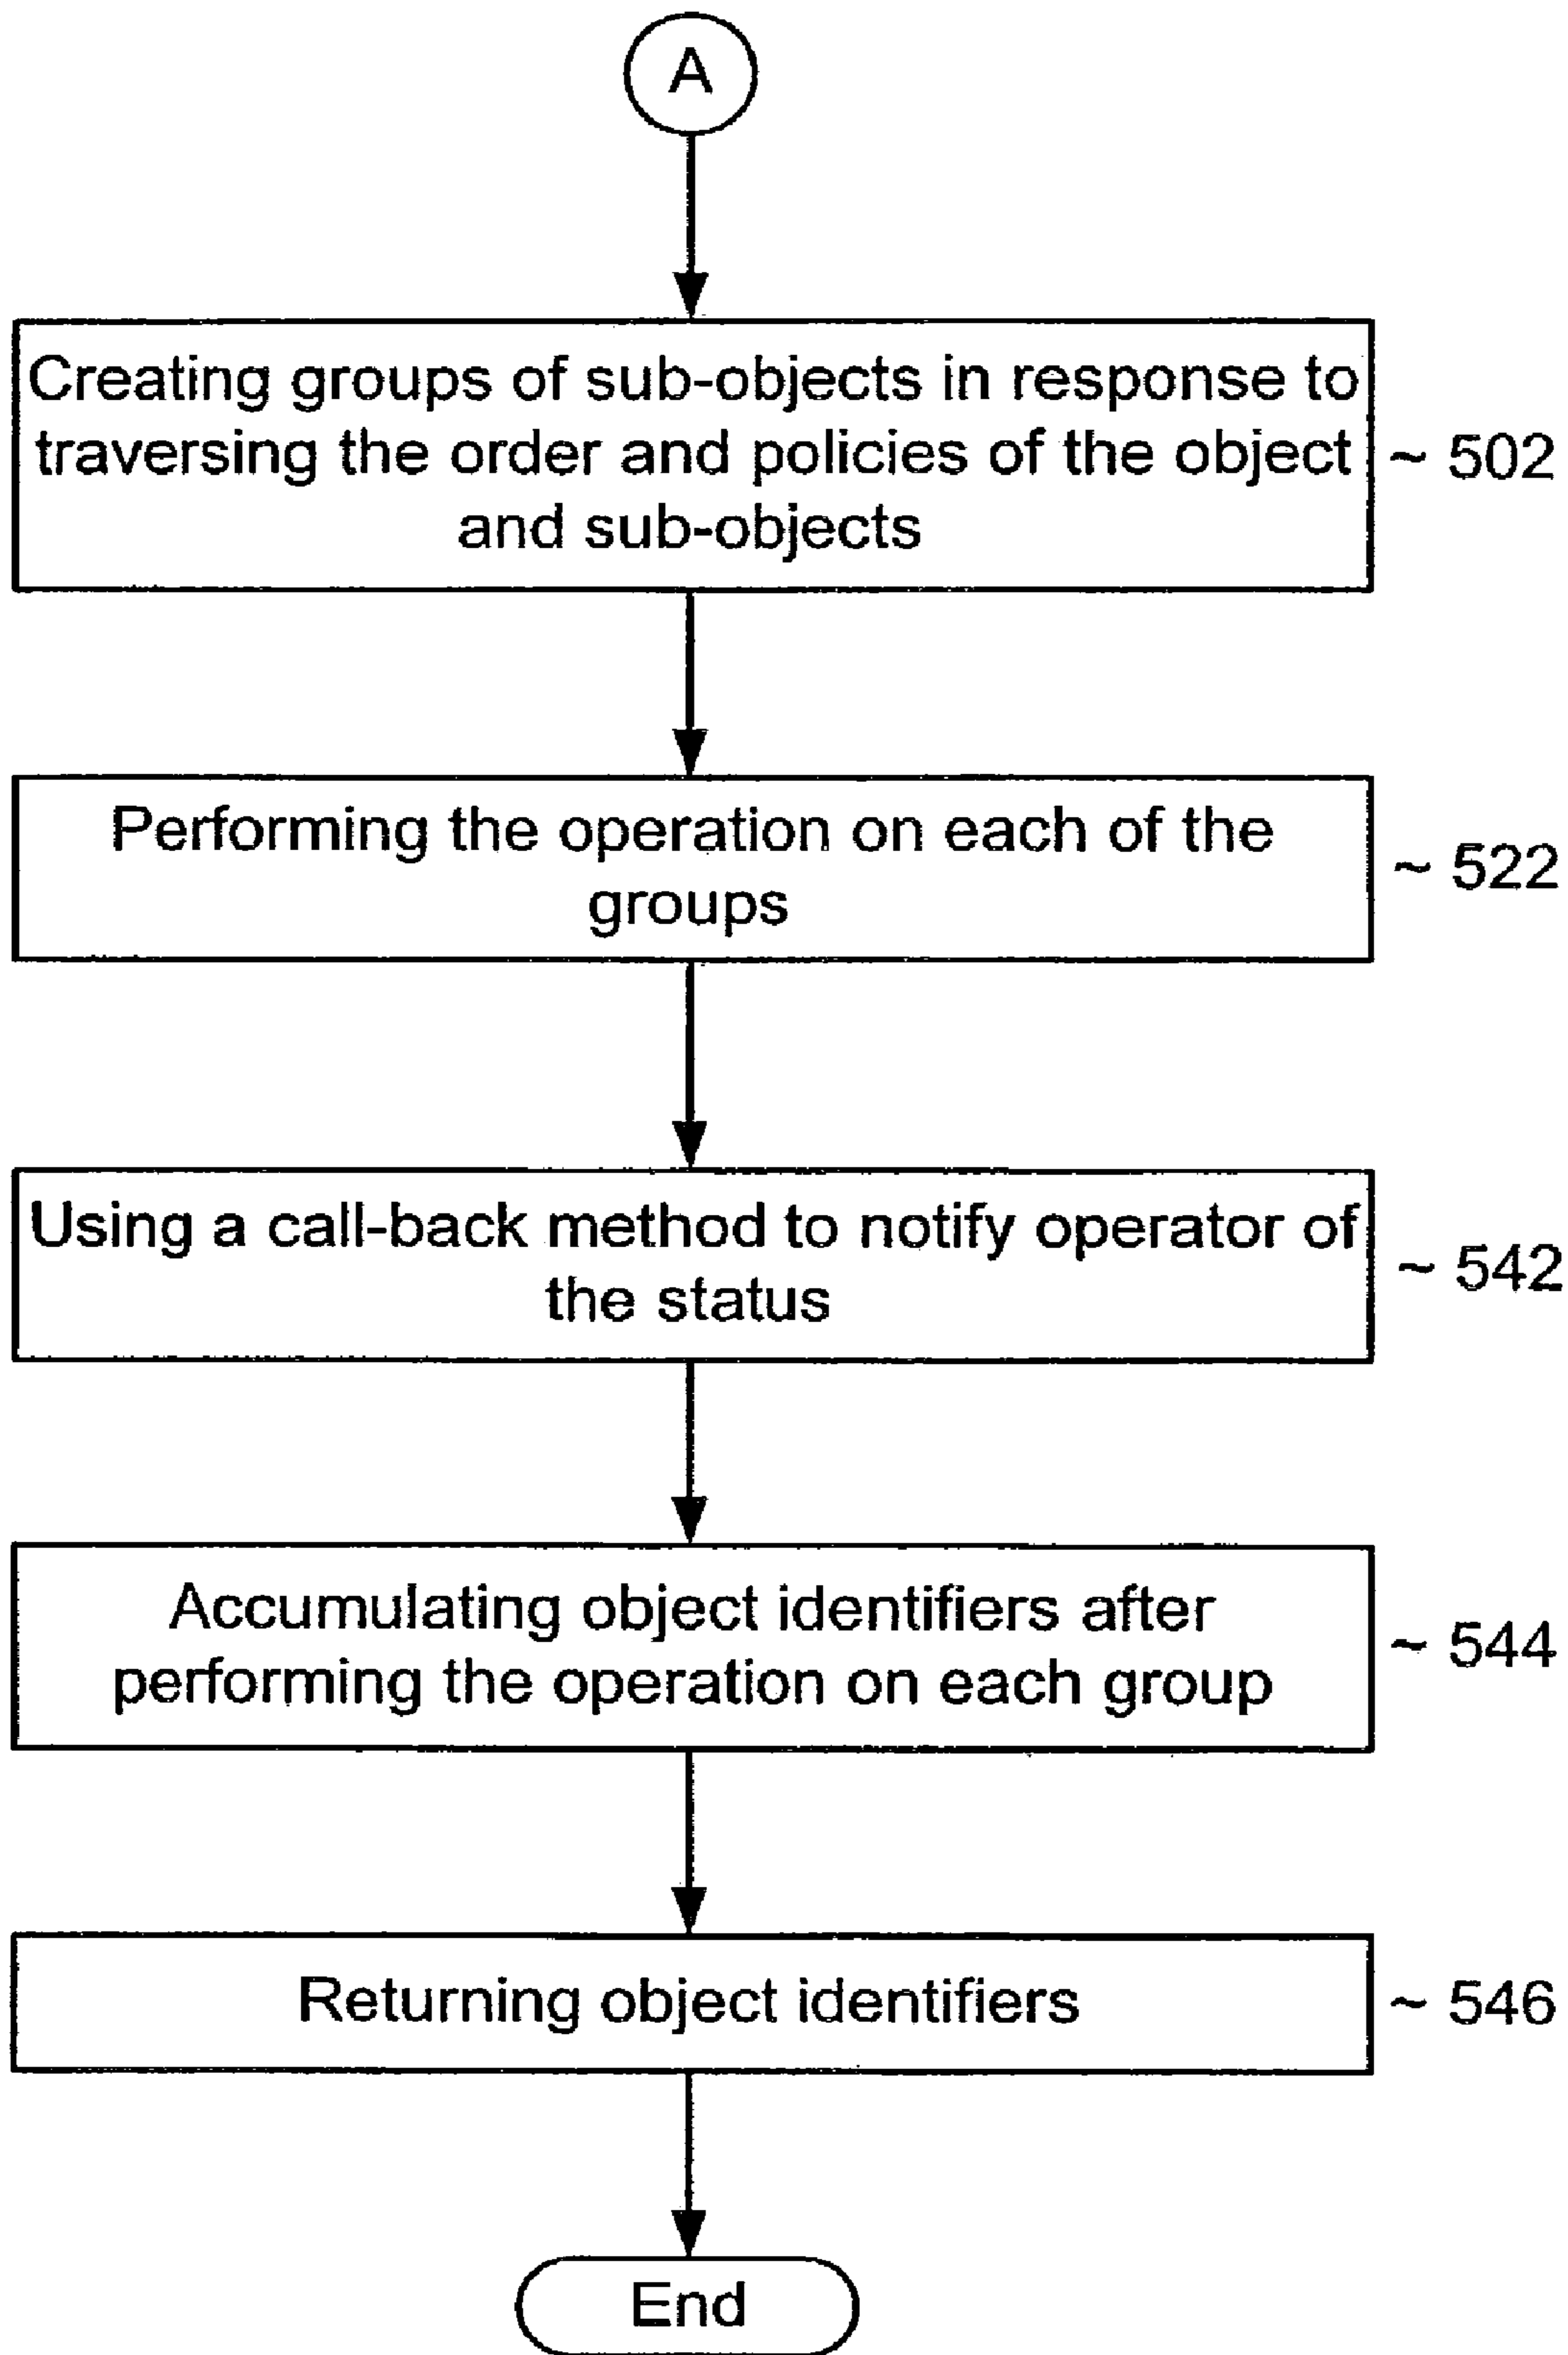 A
Creating groups of sub-objects in response to
traversing the order and policies of the object
and sub-objects
~ 502
Performing the operation on each of the
groups
~ 522
Using a call-back method to notify operator of
the status
~ 542
Accumulating object identifiers after
performing the operation on each group
~ 544
Returning object identifiers
~ 546
End